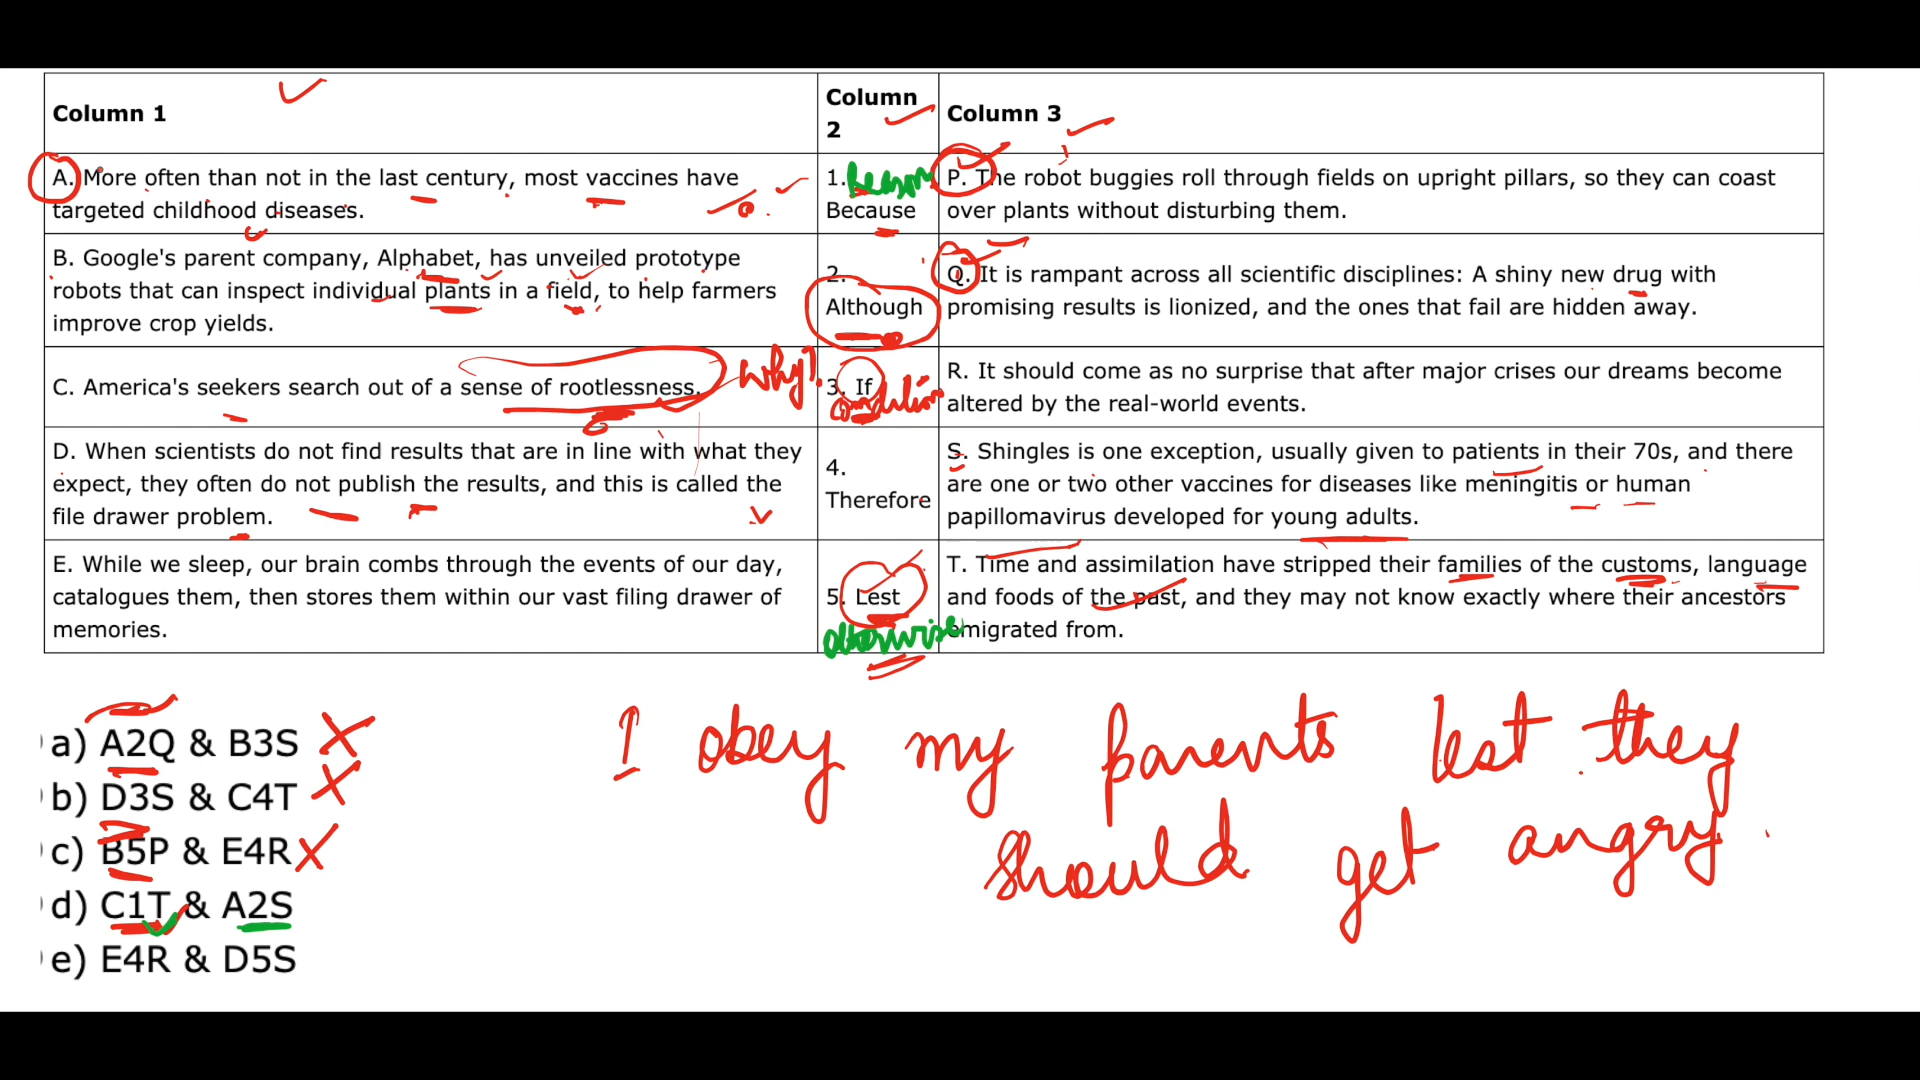 Column 1
Column
2
Column 3
A. More often than not in the last century, most vaccines have
targeted childhood diseases.
1. Reason
Because
P. The robot buggies roll through fields on upright pillars, so they can coast
over plants without disturbing them.
B. Google's parent company, Alphabet, has unveiled prototype
robots that can inspect individual plants in a field, to help farmers
improve crop yields.
2.
Although
Q. It is rampant across all scientific disciplines: A shiny new drug with
promising results is lionized, and the ones that fail are hidden away.
C. America's seekers search out of a sense of rootlessness.
why?
3. If
Condition
R. It should come as no surprise that after major crises our dreams become
altered by the real-world events.
D. When scientists do not find results that are in line with what they
expect, they often do not publish the results, and this is called the
file drawer problem.
4.
Therefore
S. Shingles is one exception, usually given to patients in their 70s, and there
are one or two other vaccines for diseases like meningitis or human
papillomavirus developed for young adults.
E. While we sleep, our brain combs through the events of our day,
catalogues them, then stores them within our vast filing drawer of
memories.
5. Lest
otherwise
T. Time and assimilation have stripped their families of the customs, language
and foods of the past, and they may not know exactly where their ancestors
emigrated from.
a) A2Q & B3S
b) D3S & C4T
c) B5P & E4R
d) C1T & A2S
e) E4R & D5S
I obey my parents lest they
should get angry.